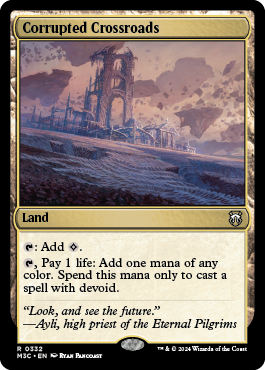 Corrupted Crossroads
Land
: Add .
, Pay 1 life: Add one mana of any
color. Spend this mana only to cast a
spell with devoid.
“Look, and see the future.”
—Ayli, high priest of the Eternal Pilgrims
R 0332
M3C • EN Ryan Pancoast
™ & © 2024 Wizards of the Coast